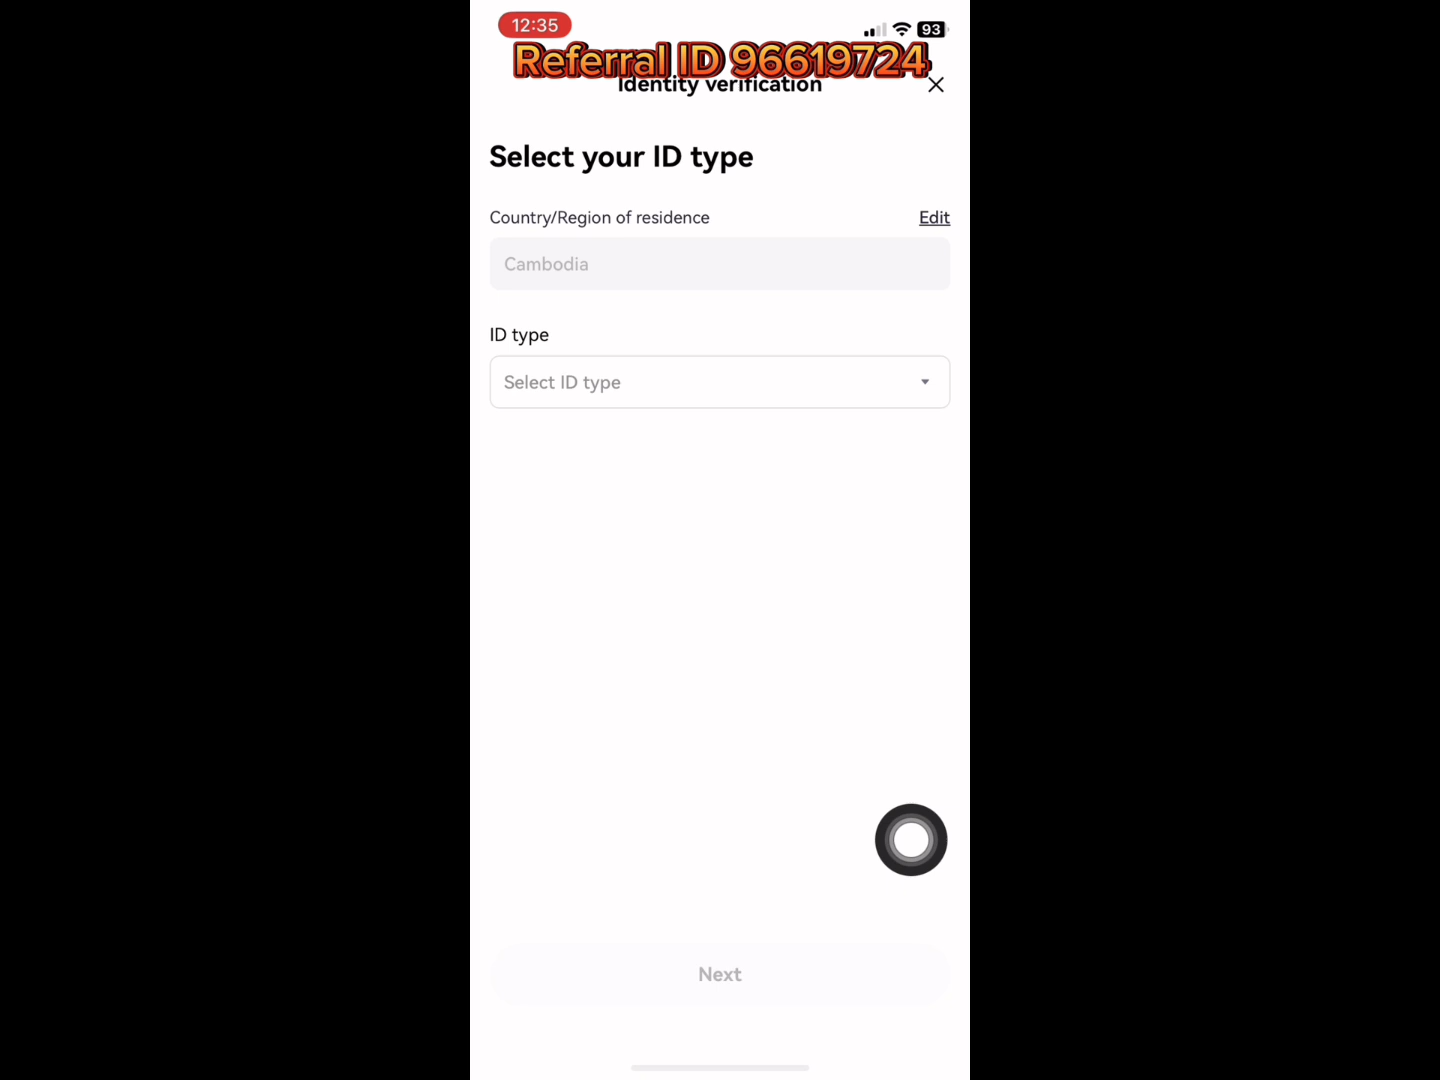 12:35
93
Referral ID 96619724
Identity verification
Select your ID type
Country/Region of residence
Edit
Cambodia
ID type
Select ID type
Next